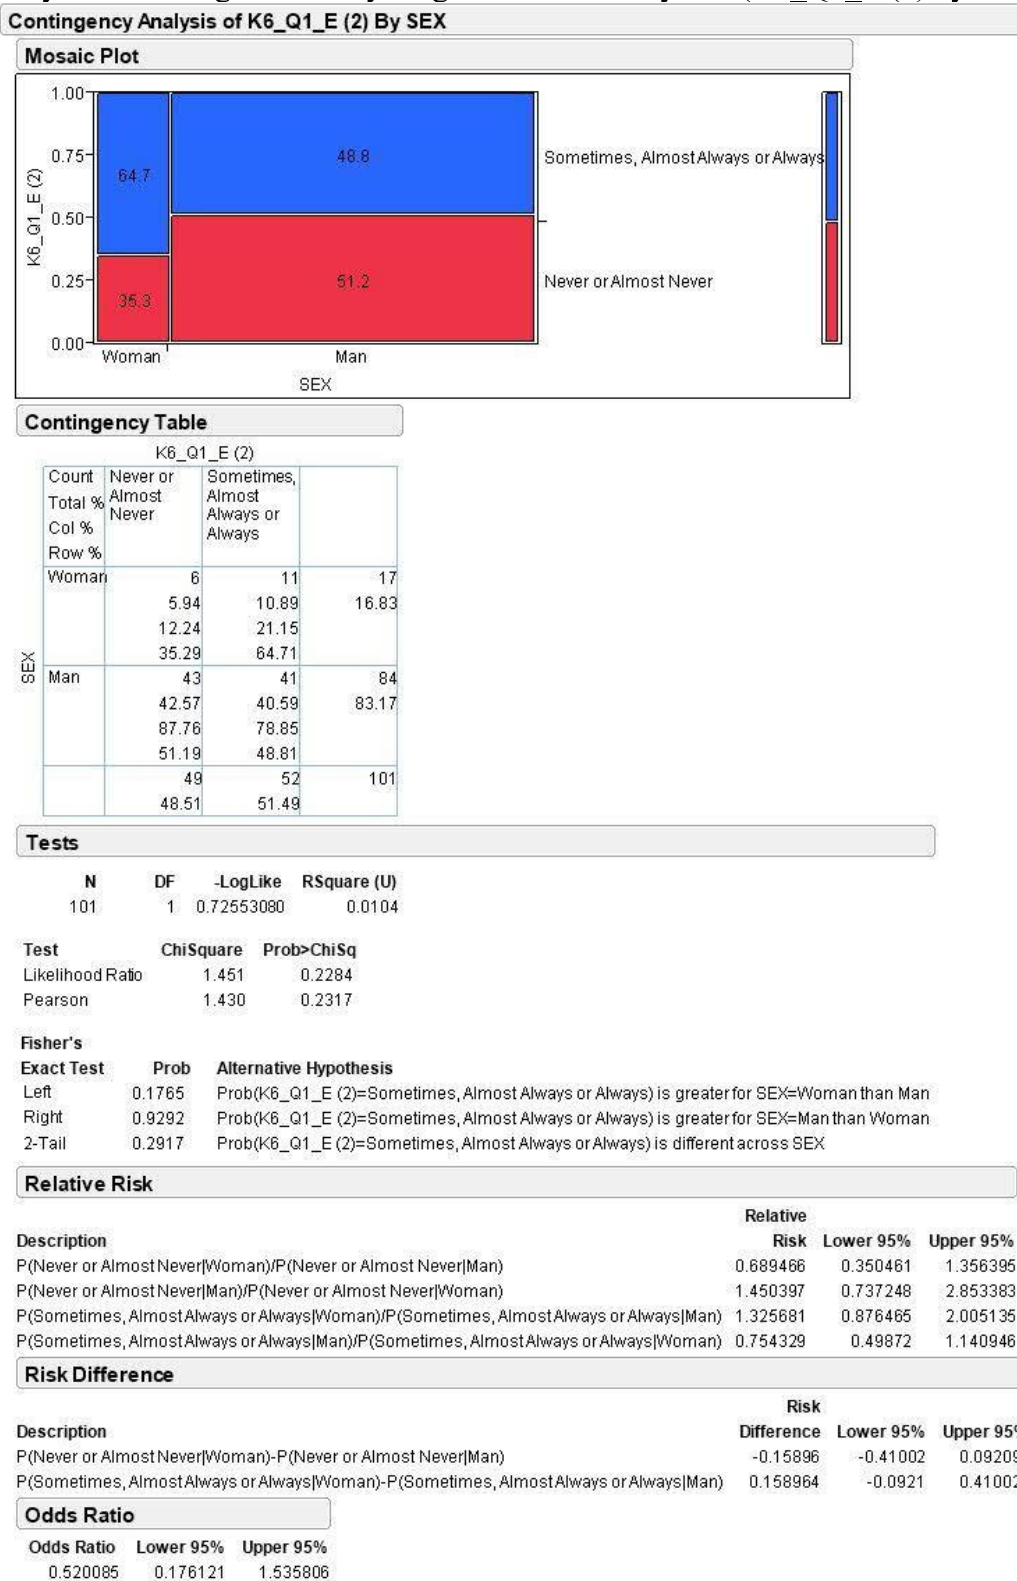 Contingency Analysis of K6_Q1_E (2) By SEX
Mosaic Plot
1.00
0.75
0.50
0.25
0.00
K6_Q1_E (2)
64.7
48.8
35.3
51.2
Sometimes, Almost Always or Always
Never or Almost Never
Woman Man
SEX
Contingency Table
K6_Q1_E (2)
SEX
Count Never or Sometimes,
Total % Almost Almost
Col % Never Always or
Row % Always
Woman 6 11 17
5.94 10.89 16.83
12.24 21.15
35.29 64.71
Man 43 41 84
42.57 40.59 83.17
87.76 78.85
51.19 48.81
49 52 101
48.51 51.49
Tests
N DF -LogLike RSquare (U)
101 1 0.72553080 0.0104
Test ChiSquare Prob>ChiSq
Likelihood Ratio 1.451 0.2284
Pearson 1.430 0.2317
Fisher's
Exact Test Prob Alternative Hypothesis
Left 0.1765 Prob(K6_Q1_E (2)=Sometimes, Almost Always or Always) is greater for SEX=Woman than Man
Right 0.9292 Prob(K6_Q1_E (2)=Sometimes, Almost Always or Always) is greater for SEX=Man than Woman
2-Tail 0.2917 Prob(K6_Q1_E (2)=Sometimes, Almost Always or Always) is different across SEX
Relative Risk
Relative
Description Risk Lower 95% Upper 95%
P(Never or Almost Never|Woman)/P(Never or Almost Never|Man) 0.689466 0.350461 1.356395
P(Never or Almost Never|Man)/P(Never or Almost Never|Woman) 1.450397 0.737248 2.853383
P(Sometimes, Almost Always or Always|Woman)/P(Sometimes, Almost Always or Always|Man) 1.325681 0.876465 2.005135
P(Sometimes, Almost Always or Always|Man)/P(Sometimes, Almost Always or Always|Woman) 0.754329 0.49872 1.140946
Risk Difference
Risk
Description Difference Lower 95% Upper 95%
P(Never or Almost Never|Woman)-P(Never or Almost Never|Man) -0.15896 -0.41002 0.09209
P(Sometimes, Almost Always or Always|Woman)-P(Sometimes, Almost Always or Always|Man) 0.158964 -0.0921 0.41002
Odds Ratio
Odds Ratio Lower 95% Upper 95%
0.520085 0.176121 1.535806